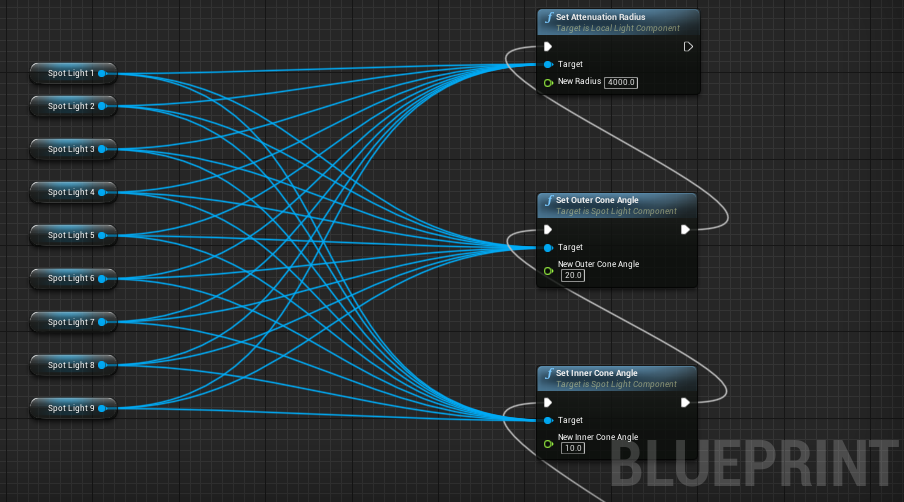 Spot Light 1
Spot Light 2
Spot Light 3
Spot Light 4
Spot Light 5
Spot Light 6
Spot Light 7
Spot Light 8
Spot Light 9
f Set Attenuation Radius
Target is Local Light Component
Target
New Radius 4000.0
f Set Outer Cone Angle
Target is Spot Light Component
Target
New Outer Cone Angle
20.0
f Set Inner Cone Angle
Target is Spot Light Component
Target
New Inner Cone Angle
10.0
BLUEPRINT